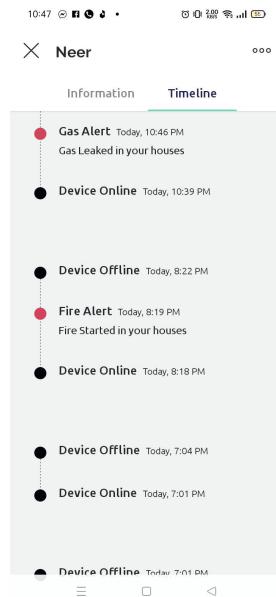 10:47
2.00
55
Neer
Information
Timeline
Gas Alert Today, 10:46 PM
Gas Leaked in your houses
Device Online Today, 10:39 PM
Device Offline Today, 8:22 PM
Fire Alert Today, 8:19 PM
Fire Started in your houses
Device Online Today, 8:18 PM
Device Offline Today, 7:04 PM
Device Online Today, 7:01 PM
Device Offline Today, 7:01 PM